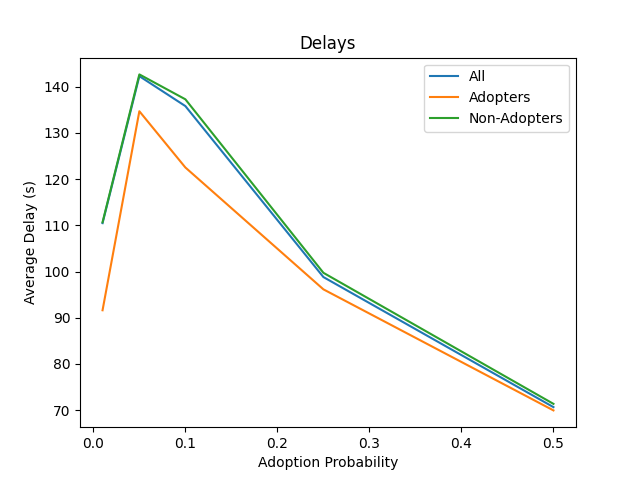 Delays
All
Adopters
Non-Adopters
Average Delay (s)
140
130
120
110
100
90
80
70
0.0 0.1 0.2 0.3 0.4 0.5
Adoption Probability